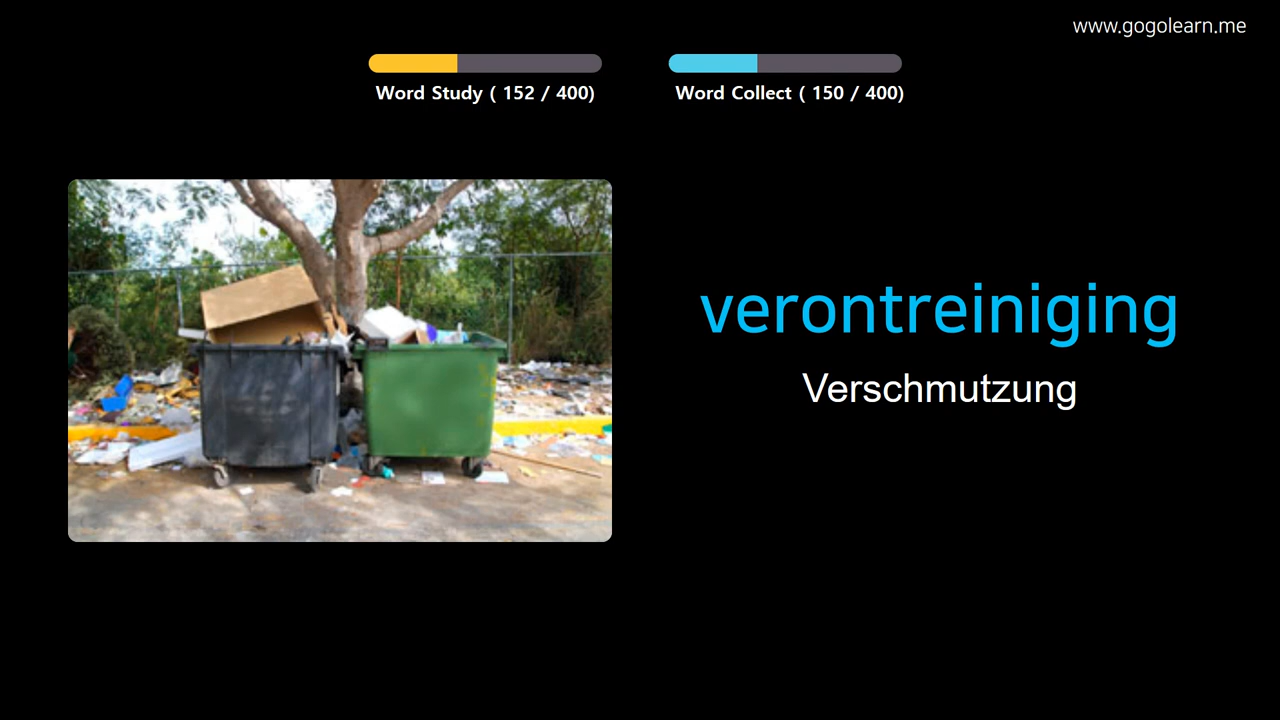 www.gogolearn.me
Word Study ( 152 / 400)
Word Collect ( 150 / 400)
verontreiniging
Verschmutzung